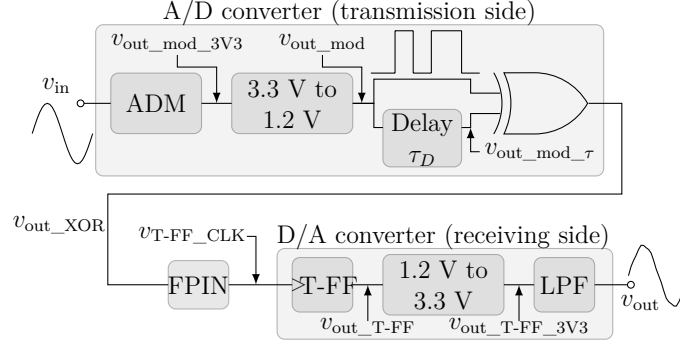 A/D converter (transmission side)
v_out_mod_3V3
v_out_mod
v_in
ADM
3.3 V to
1.2 V
Delay
τ_D
v_out_mod_τ
v_out_XOR
v_T-FF_CLK
D/A converter (receiving side)
FPIN
>T-FF
1.2 V to
3.3 V
LPF
v_out
v_out_T-FF
v_out_T-FF_3V3